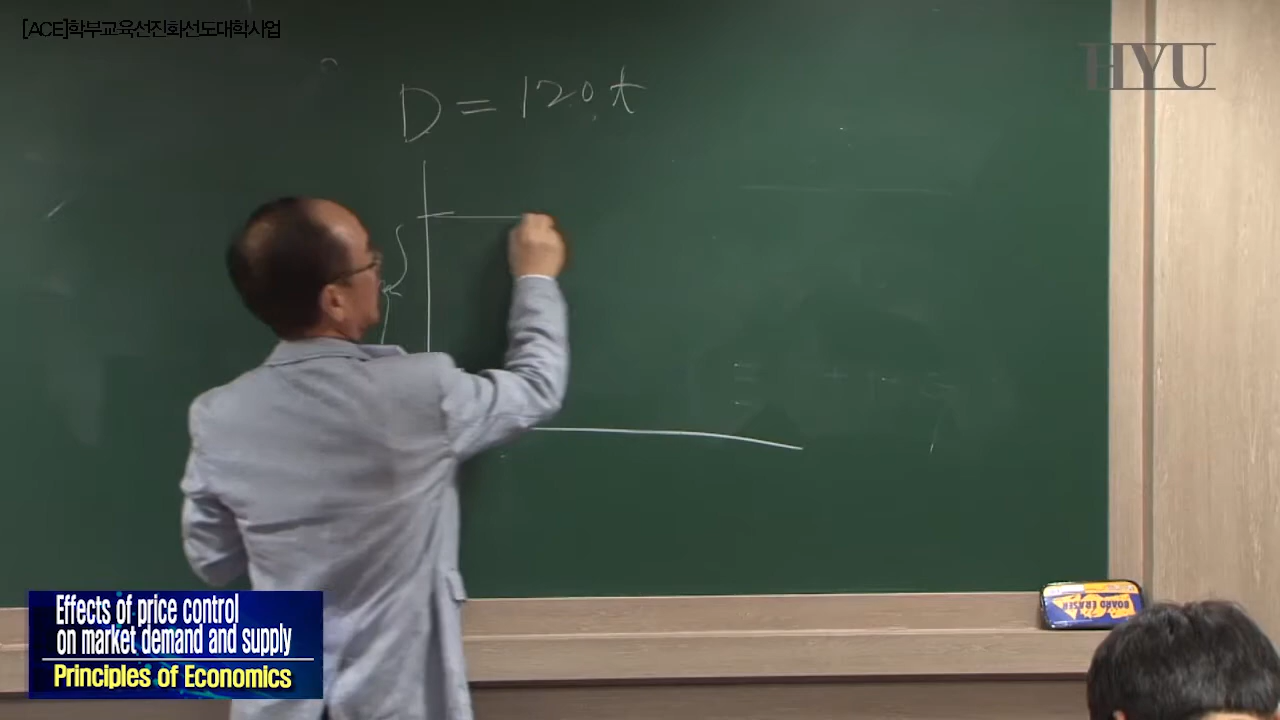 [ACE]학부교육선진화선도대학사업
HYU
D = 120.t
BOARD ERASER
Effects of price control
on market demand and supply
Principles of Economics